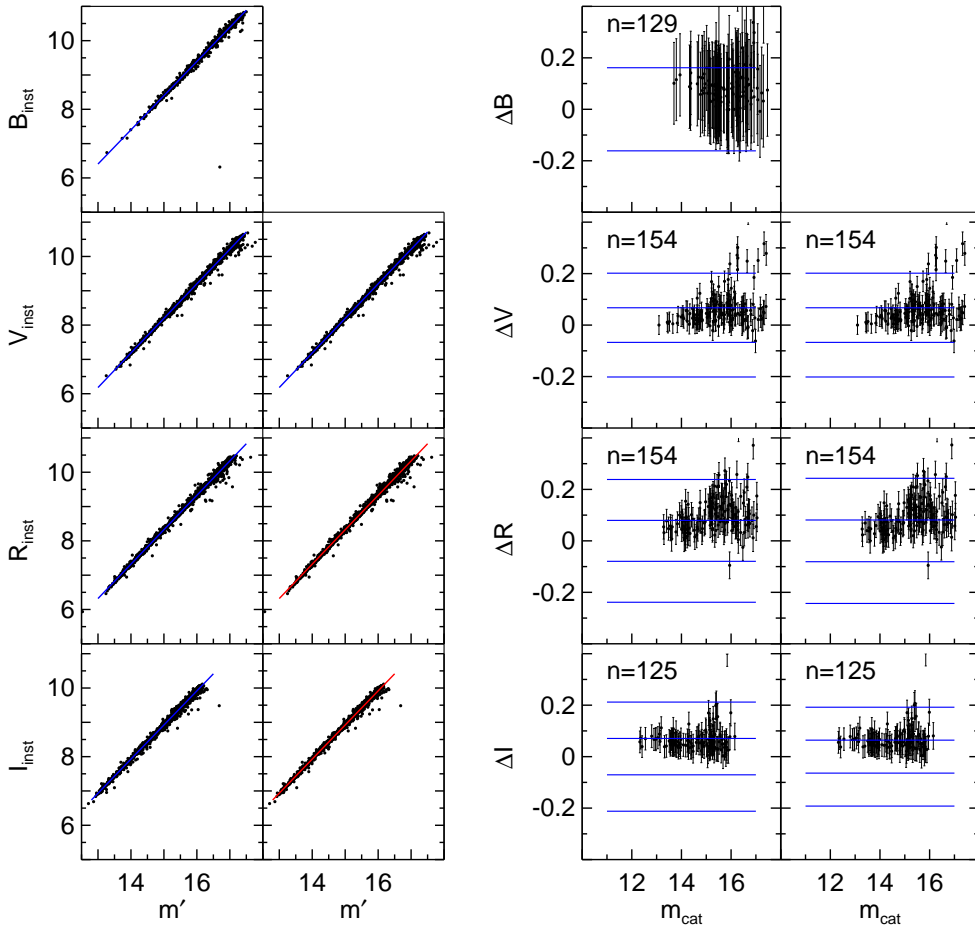 10
8
6
B_inst
n=129
0.2
0
-0.2
ΔB
10
8
6
V_inst
n=154
n=154
0.2
0
-0.2
ΔV
10
8
6
R_inst
n=154
n=154
0.2
0
-0.2
ΔR
10
8
6
I_inst
n=125
n=125
0.2
0
-0.2
ΔI
14 16 14 16
m′ m′
12 14 16 12 14 16
m_cat m_cat